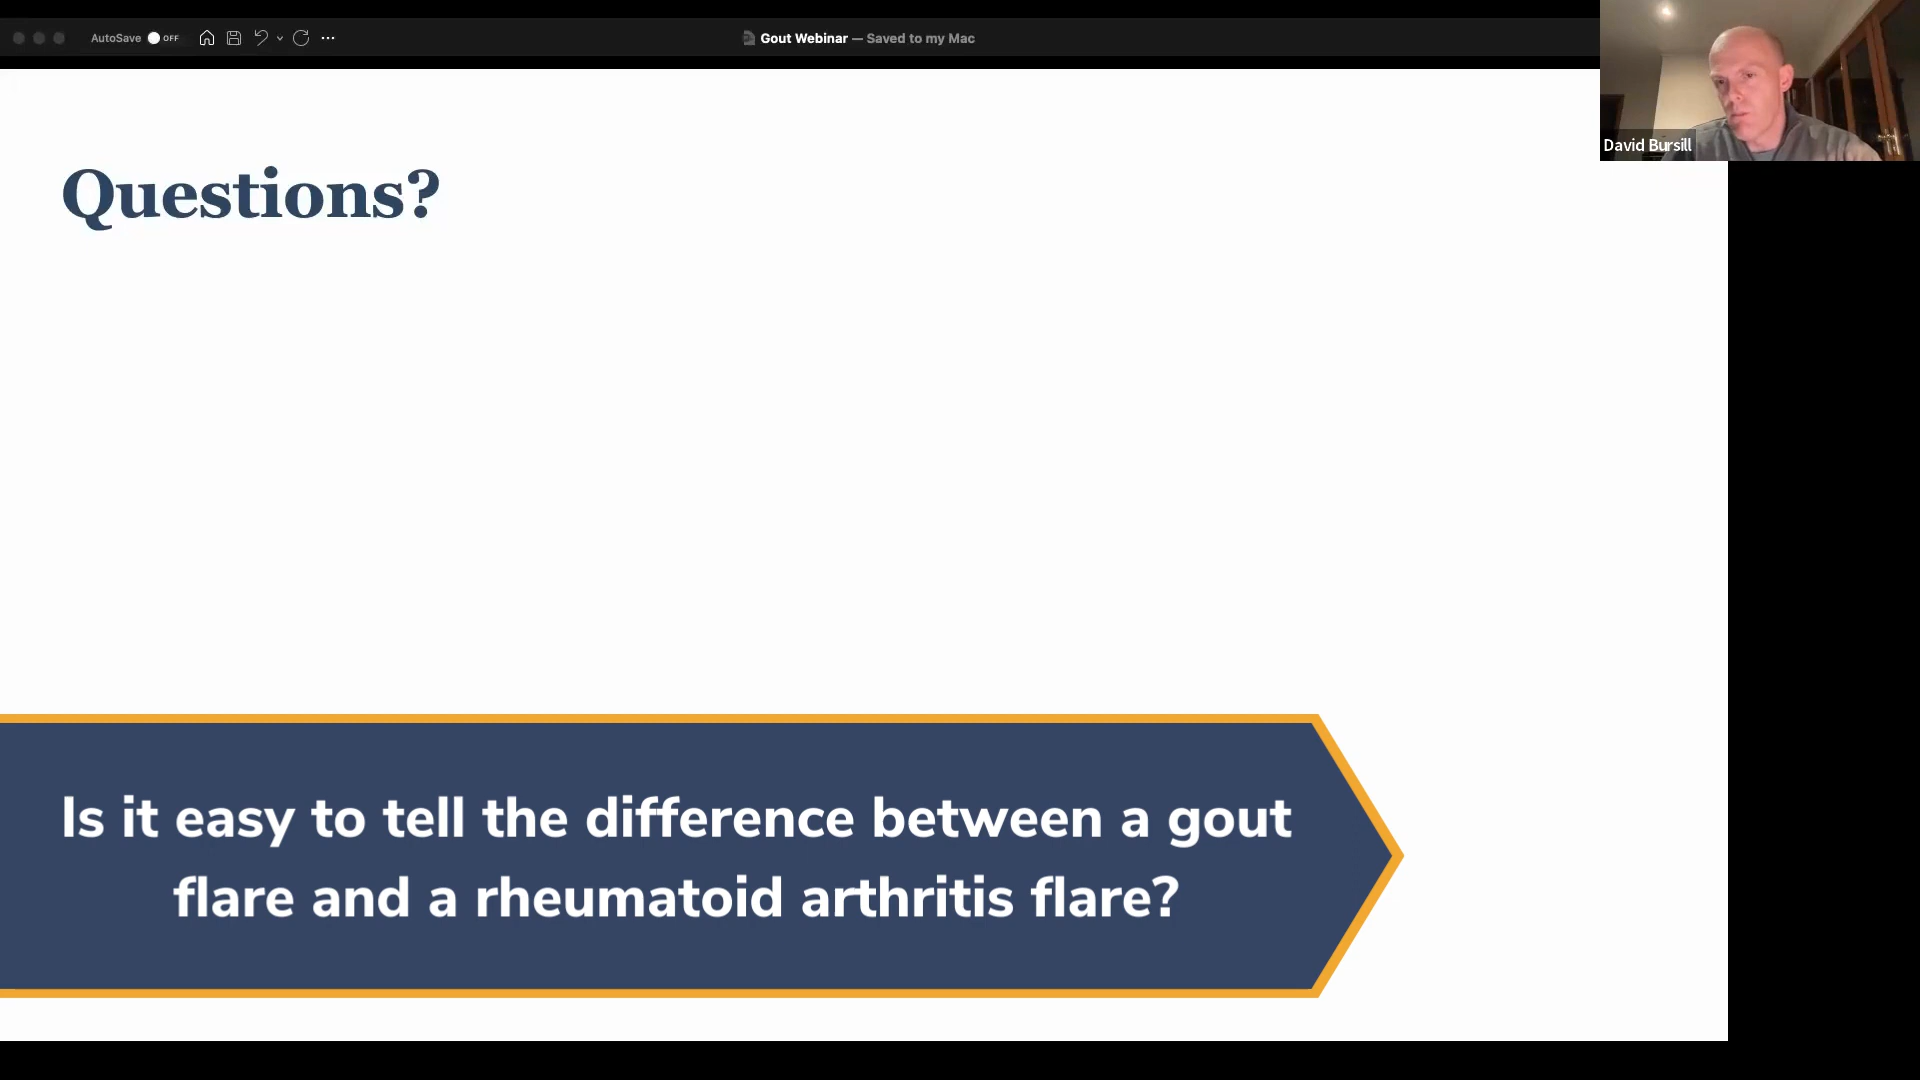 AutoSave OFF
Gout Webinar — Saved to my Mac
David Bursill
Questions?
Is it easy to tell the difference between a gout
flare and a rheumatoid arthritis flare?